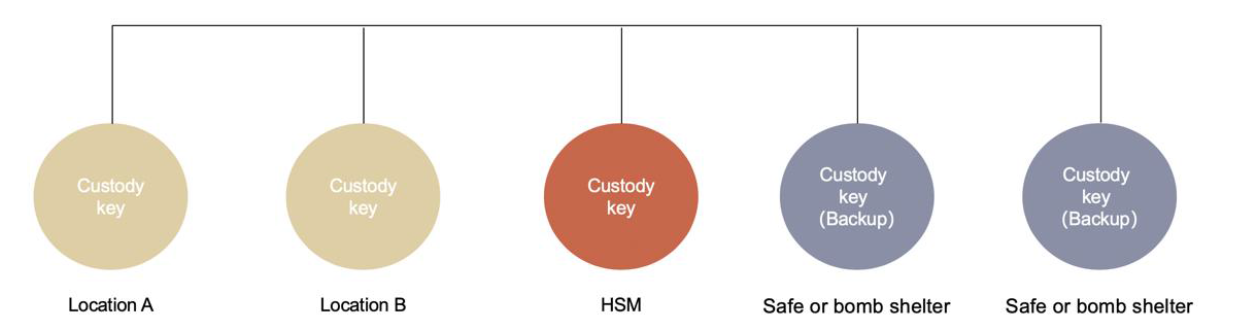 Custody
key
Custody
key
Custody
key
Custody
key
(Backup)
Custody
key
(Backup)
Location A
Location B
HSM
Safe or bomb shelter
Safe or bomb shelter